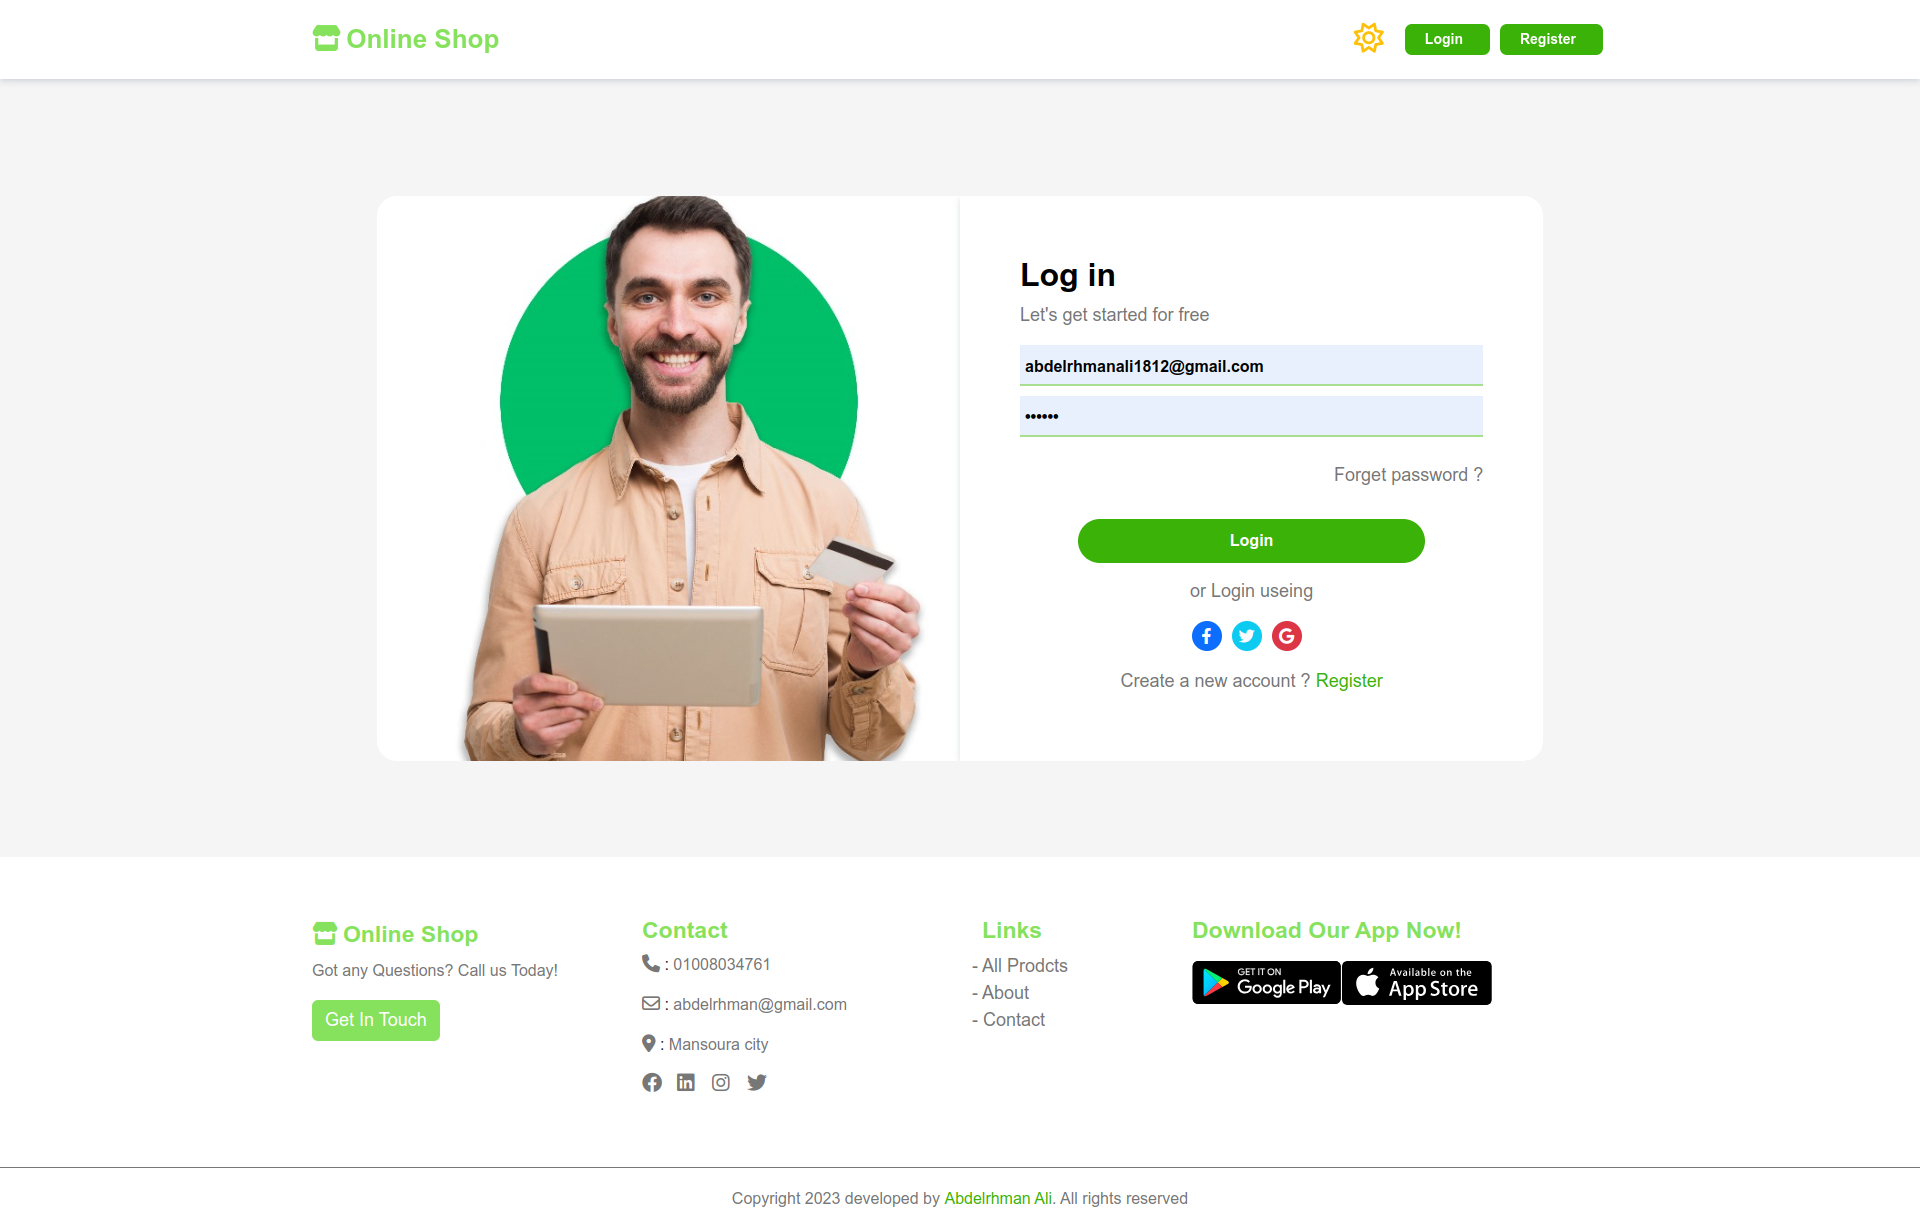 Online Shop
Login
Register
Log in
Let's get started for free
abdelrhmanali1812@gmail.com
••••••
Forget password ?
Login
or Login useing
Create a new account ? Register
Online Shop
Got any Questions? Call us Today!
Get In Touch
Contact
: 01008034761
: abdelrhman@gmail.com
: Mansoura city
Links
- All Prodcts
- About
- Contact
Download Our App Now!
GET IT ON
Google Play
Available on the
App Store
Copyright 2023 developed by Abdelrhman Ali. All rights reserved